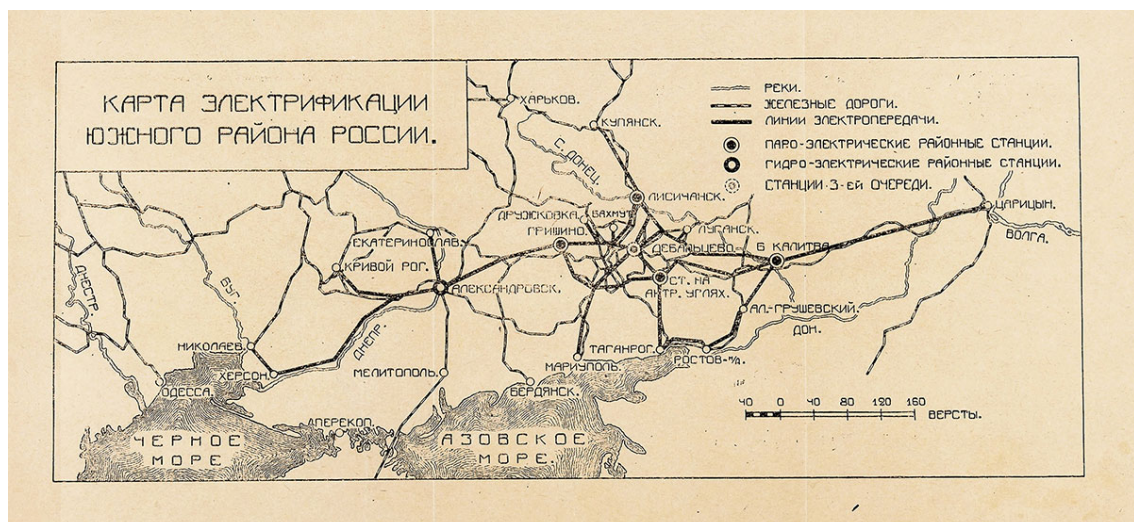 КАРТА ЭЛЕКТРИФИКАЦИИ
ЮЖНОГО РАЙОНА РОССИИ.
РЕКИ.
ЖЕЛЕЗНЫЕ ДОРОГИ.
ЛИНИИ ЭЛЕКТРОПЕРЕДАЧИ.
ПАРО-ЭЛЕКТРИЧЕСКИЕ РАЙОННЫЕ СТАНЦИИ.
ГИДРО-ЭЛЕКТРИЧЕСКИЕ РАЙОННЫЕ СТАНЦИИ.
СТАНЦИИ 3-ЕЙ ОЧЕРЕДИ.
ХАРЬКОВ.
КУПЯНСК.
С. ДОНЕЦ.
ЛИСИЧАНСК.
ДРУЖКОВКА.
БАХМУТ
ГРИШИНО.
ЛУГАНСК.
ДЕБАЛЬЦЕВО.
Б КАЛИТВА
ЦАРИЦЫН.
ВОЛГА.
ЕКАТЕРИНОСЛАВ.
КРИВОЙ РОГ.
АЛЕКСАНДРОВСК.
СТ. НА
АНТР. УГЛЯХ.
АЛ.-ГРУШЕВСКИЙ.
ДОН.
ДНЕСТР
БУГ.
ДНЕПР.
НИКОЛАЕВ.
ХЕРСОН.
ОДЕССА.
МЕЛИТОПОЛЬ.
МАРИУПОЛЬ.
ТАГАНРОГ.
РОСТОВ-Н/Д.
БЕРДЯНСК.
ПЕРЕКОП.
ЧЕРНОЕ
МОРЕ
АЗОВСКОЕ
МОРЕ.
40 0 40 80 120 160
ВЕРСТЫ.